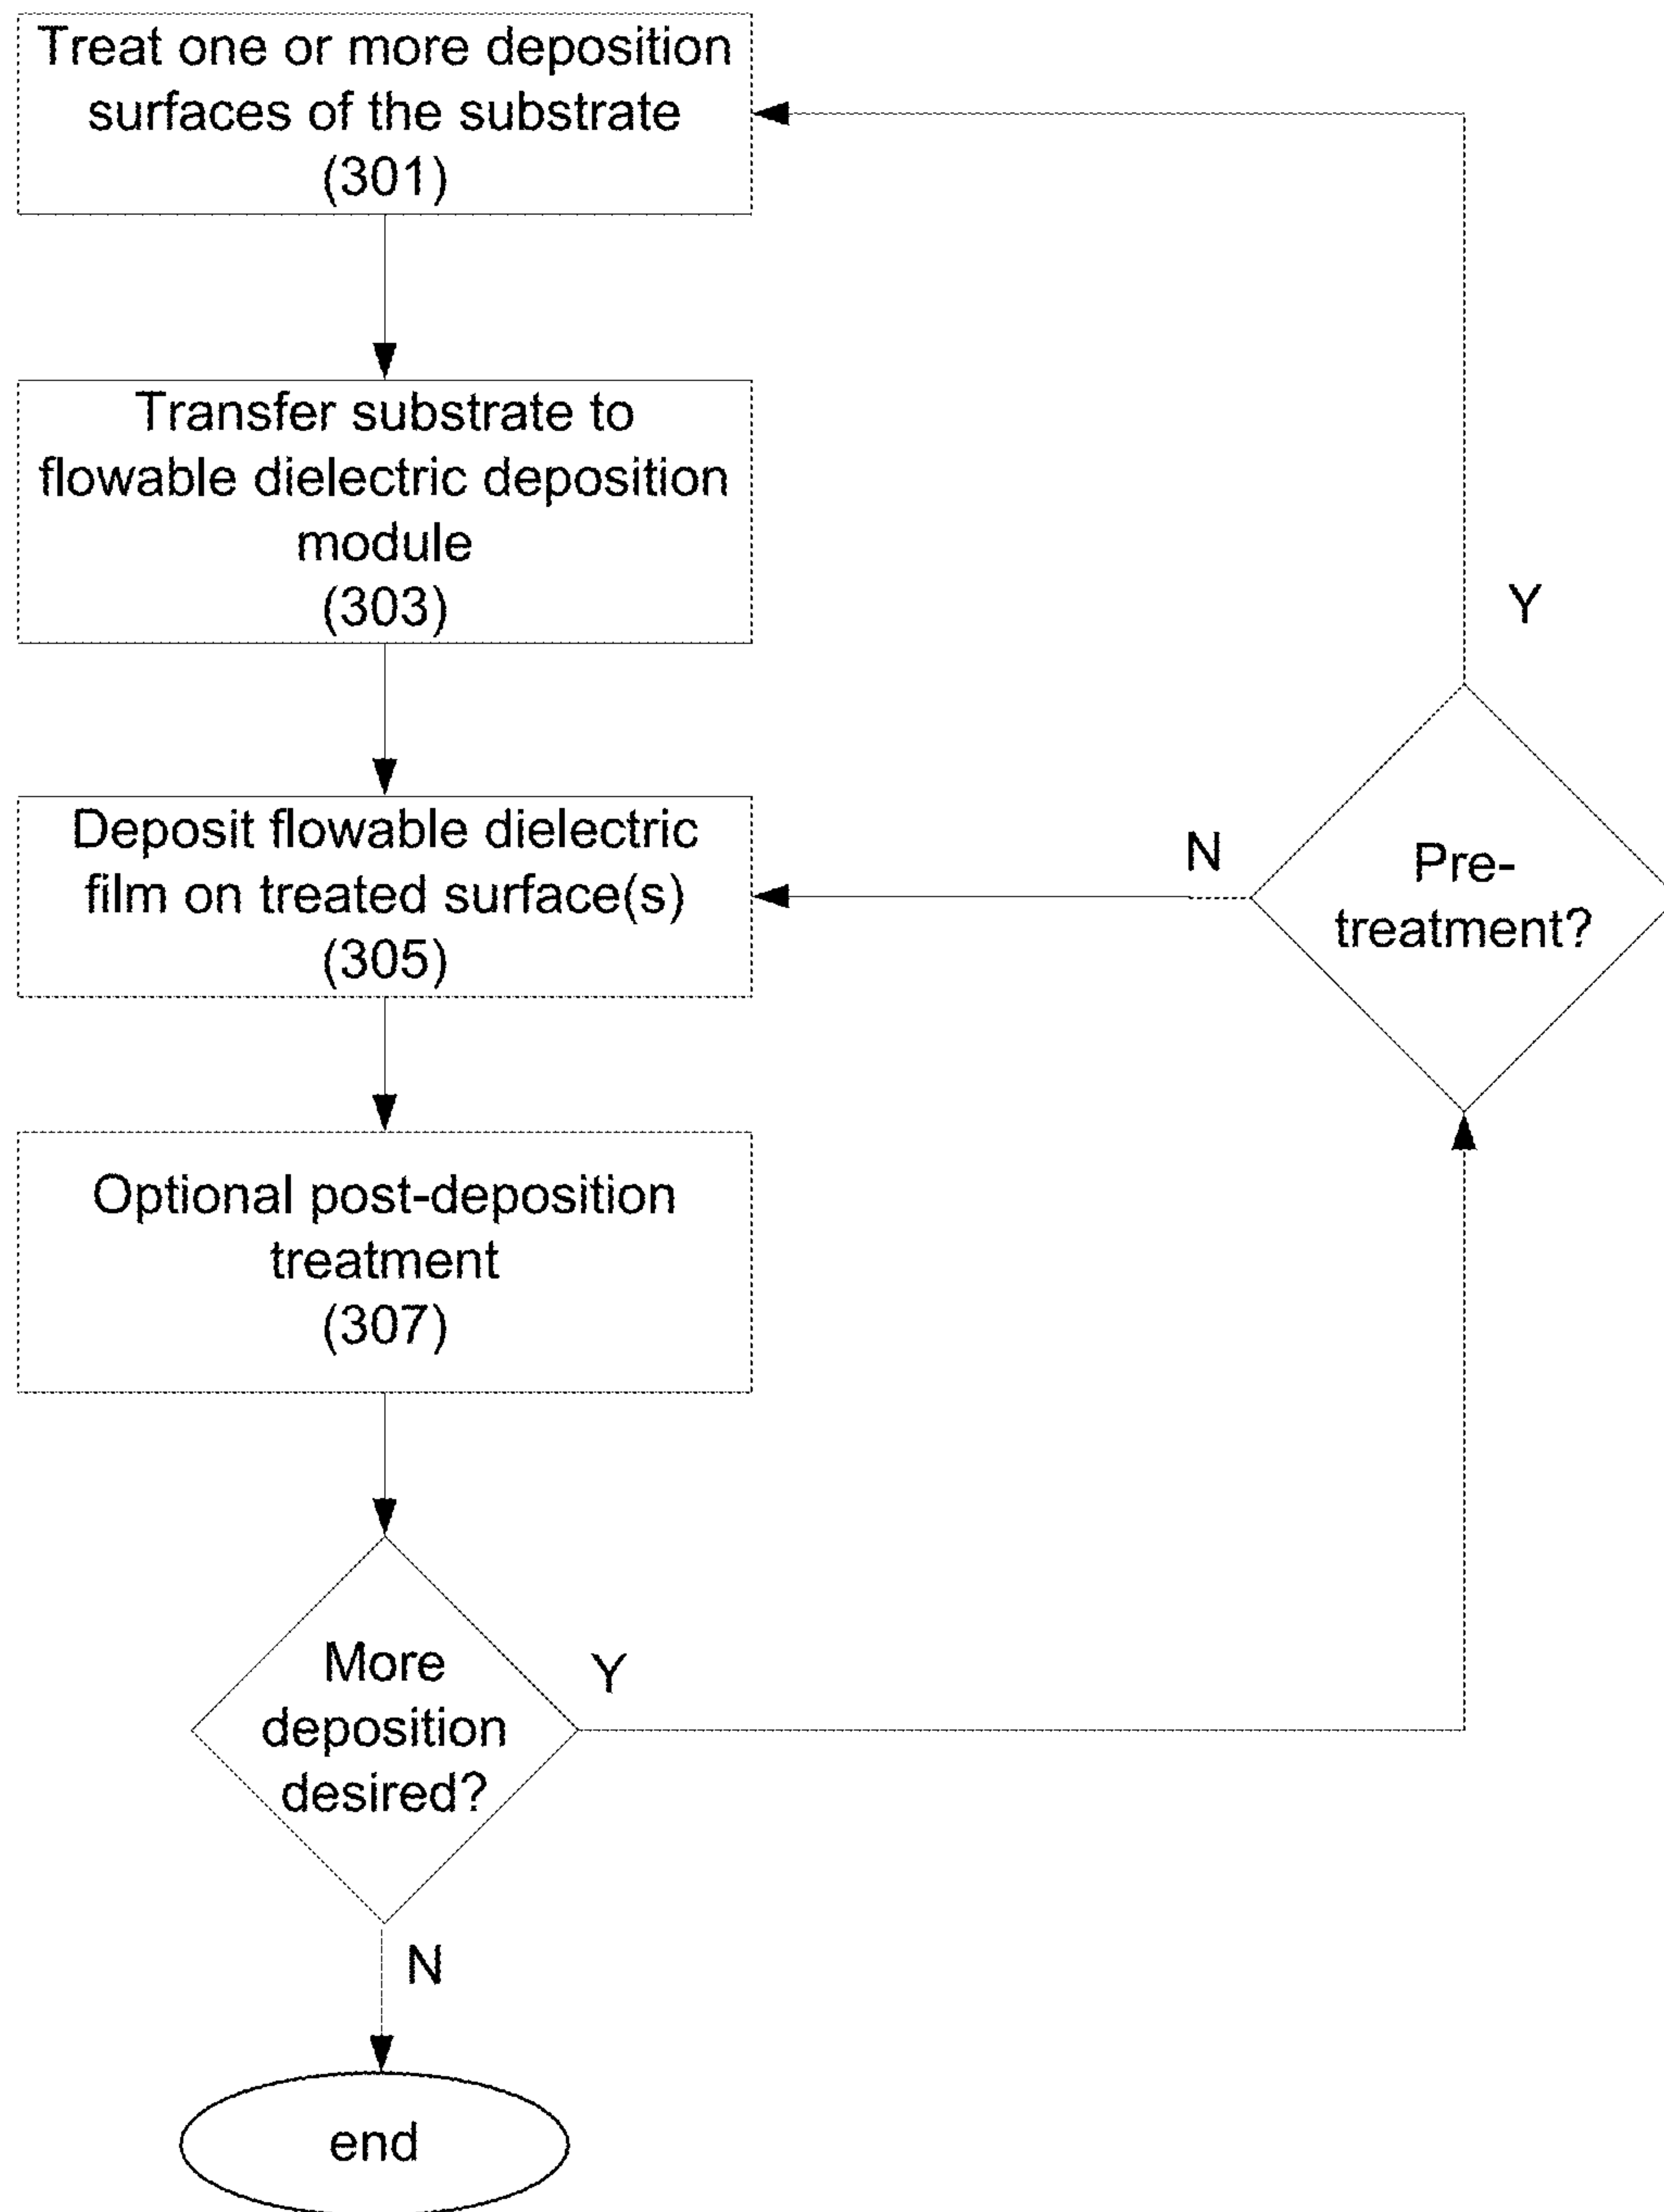 Treat one or more deposition
surfaces of the substrate
(301)
Transfer substrate to
flowable dielectric deposition
module
(303)
Y
Deposit flowable dielectric
film on treated surface(s)
(305)
N
Pre-
treatment?
Optional post-deposition
treatment
(307)
More
deposition
desired?
Y
N
end